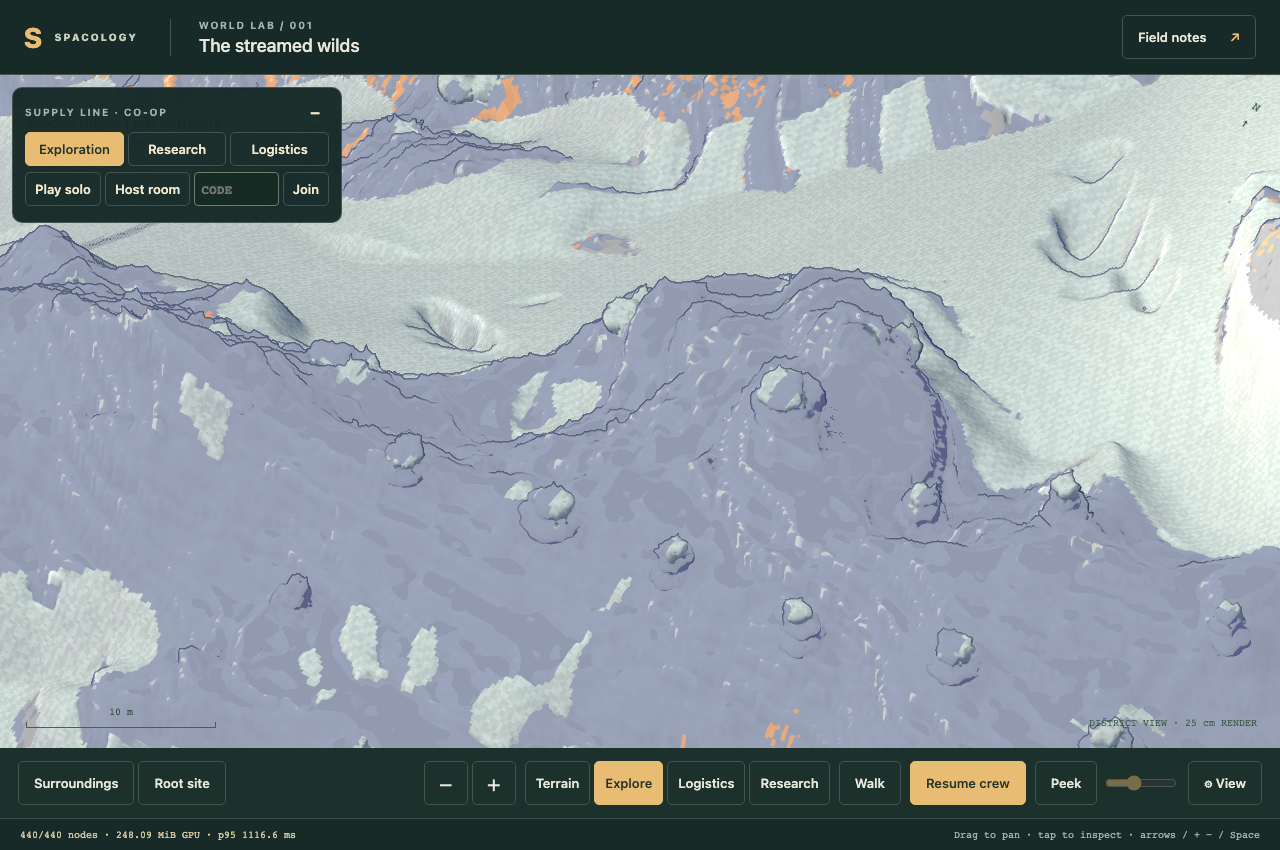 S SPACOLOGY
WORLD LAB / 001
The streamed wilds
Field notes ↗
SUPPLY LINE · CO-OP −
Exploration Research Logistics
Play solo Host room CODE Join
N
10 m
DISTRICT VIEW · 25 cm RENDER
Surroundings Root site − + Terrain Explore Logistics Research Walk Resume crew Peek ⚙ View
440/440 nodes · 248.09 MiB GPU · p95 1116.6 ms
Drag to pan · tap to inspect · arrows / + − / Space